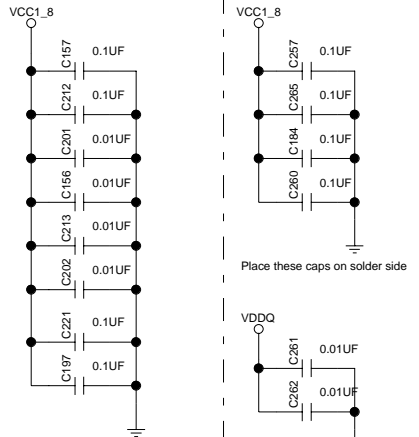 VCC1_8
C157 0.1UF
C212 0.1UF
C201 0.01UF
C156 0.01UF
C213 0.01UF
C202 0.01UF
C221 0.1UF
C197 0.1UF
VCC1_8
C257 0.1UF
C265 0.1UF
C184 0.1UF
C260 0.1UF
Place these caps on solder side
VDDQ
C261 0.01UF
C262 0.01UF